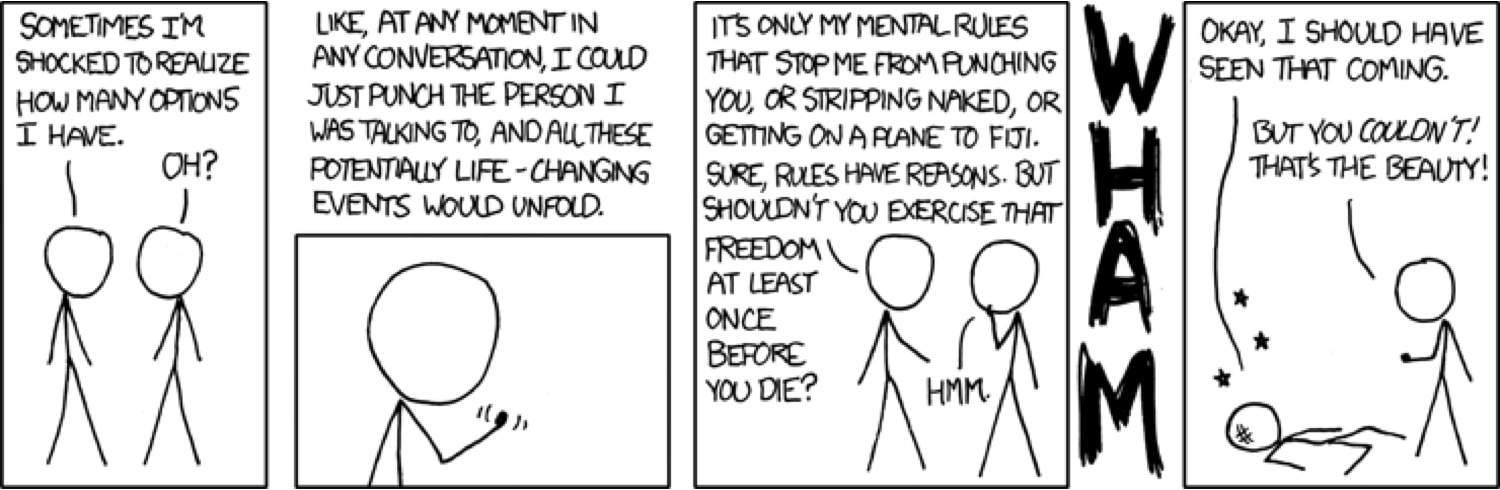 SOMETIMES I'M
SHOCKED TO REALIZE
HOW MANY OPTIONS
I HAVE.
OH?
LIKE, AT ANY MOMENT IN
ANY CONVERSATION, I COULD
JUST PUNCH THE PERSON I
WAS TALKING TO, AND ALL THESE
POTENTIALLY LIFE-CHANGING
EVENTS WOULD UNFOLD.
IT'S ONLY MY MENTAL RULES
THAT STOP ME FROM PUNCHING
YOU, OR STRIPPING NAKED, OR
GETTING ON A PLANE TO FIJI.
SURE, RULES HAVE REASONS. BUT
SHOULDN'T YOU EXERCISE THAT
FREEDOM
AT LEAST
ONCE
BEFORE
YOU DIE?
HMM.
WHAM
OKAY, I SHOULD HAVE
SEEN THAT COMING.
BUT YOU COULDN'T!
THAT'S THE BEAUTY!